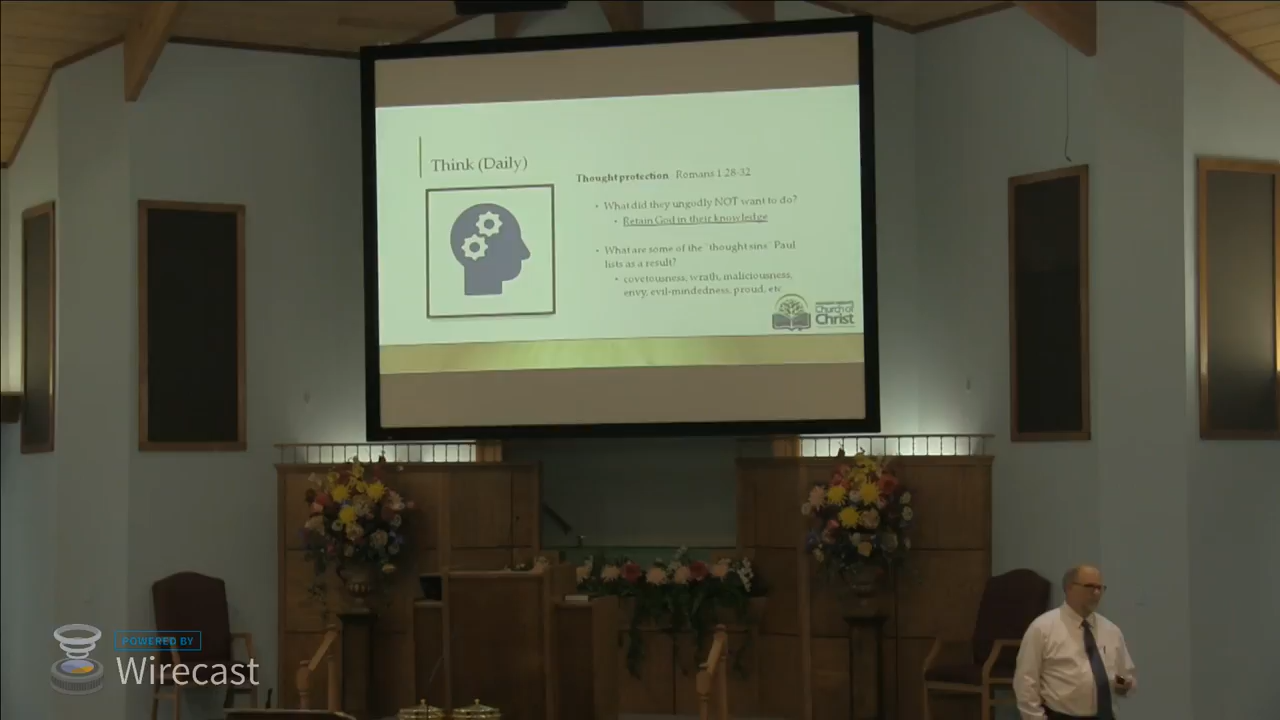 Think (Daily)
Thought protection Romans 1:28-32
• What did they ungodly NOT want to do?
• Retain God in their knowledge
• What are some of the "thought sins" Paul
lists as a result?
• covetousness, wrath, maliciousness,
envy, evil-mindedness, proud, etc
Church of
Christ
POWERED BY
Wirecast